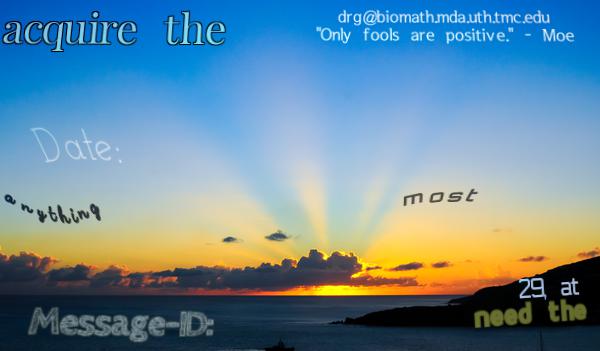 acquire the
drg@biomath.mda.uth.tmc.edu
"Only fools are positive." - Moe
Date:
anything
most
29, at
need the
Message-ID: